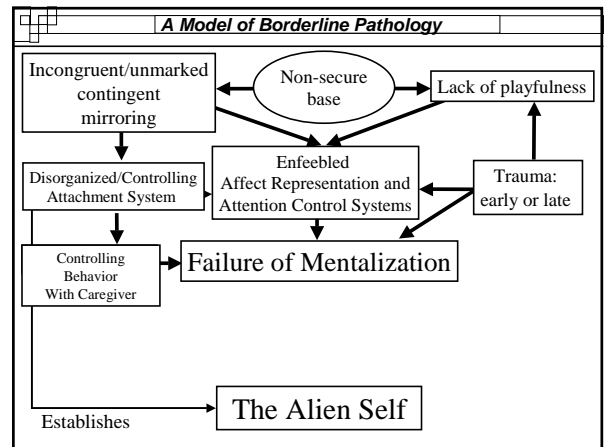 A Model of Borderline Pathology
Incongruent/unmarked
contingent
mirroring
Non-secure
base
Lack of playfulness
Disorganized/Controlling
Attachment System
Enfeebled
Affect Representation and
Attention Control Systems
Trauma:
early or late
Controlling
Behavior
With Caregiver
Failure of Mentalization
The Alien Self
Establishes